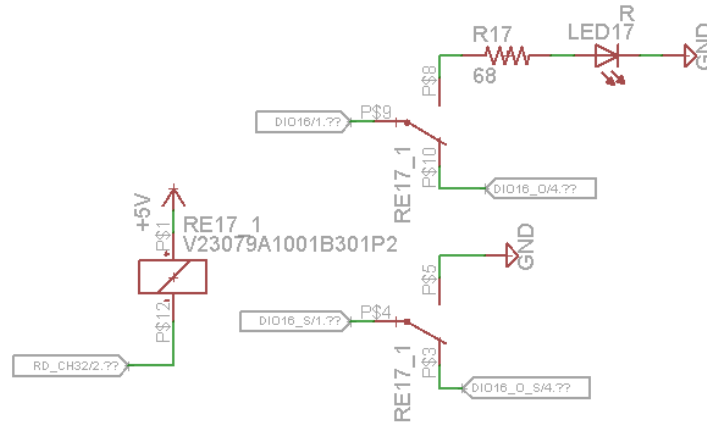 R17
68
R
LED17
GND
P$8
DIO16/1.??
P$9
P$10
RE17_1
DIO16_O/4.??
+5V
P$1
RE17_1
V23079A1001B301P2
P$12
RD_CH32/2.??
GND
P$5
DIO16_S/1.??
P$4
P$3
RE17_1
DIO16_O_S/4.??